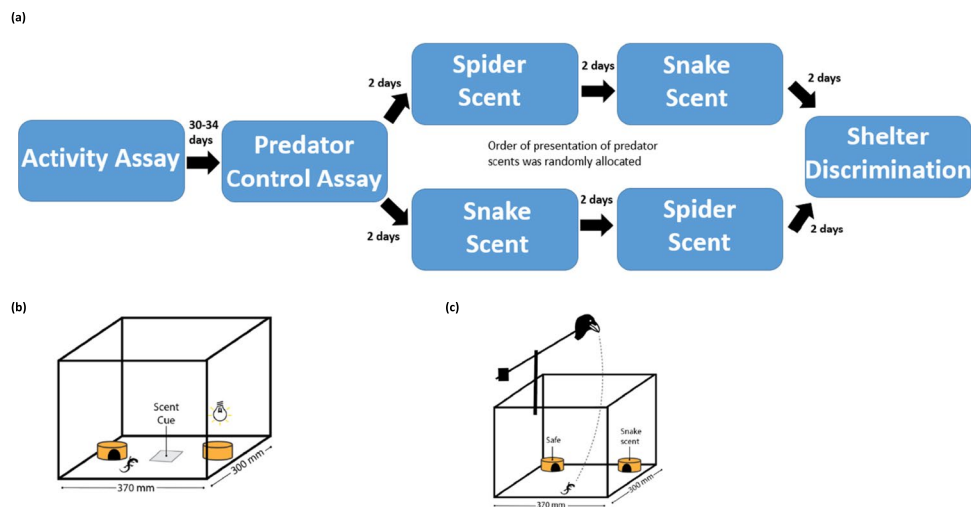 (a)
Activity Assay
30-34
days
Predator
Control Assay
2 days
Spider
Scent
2 days
Snake
Scent
2 days
Order of presentation of predator
scents was randomly allocated
2 days
Snake
Scent
2 days
Spider
Scent
2 days
Shelter
Discrimination
(b)
Scent
Cue
370 mm
300 mm
(c)
Safe
Snake
scent
370 mm
300 mm